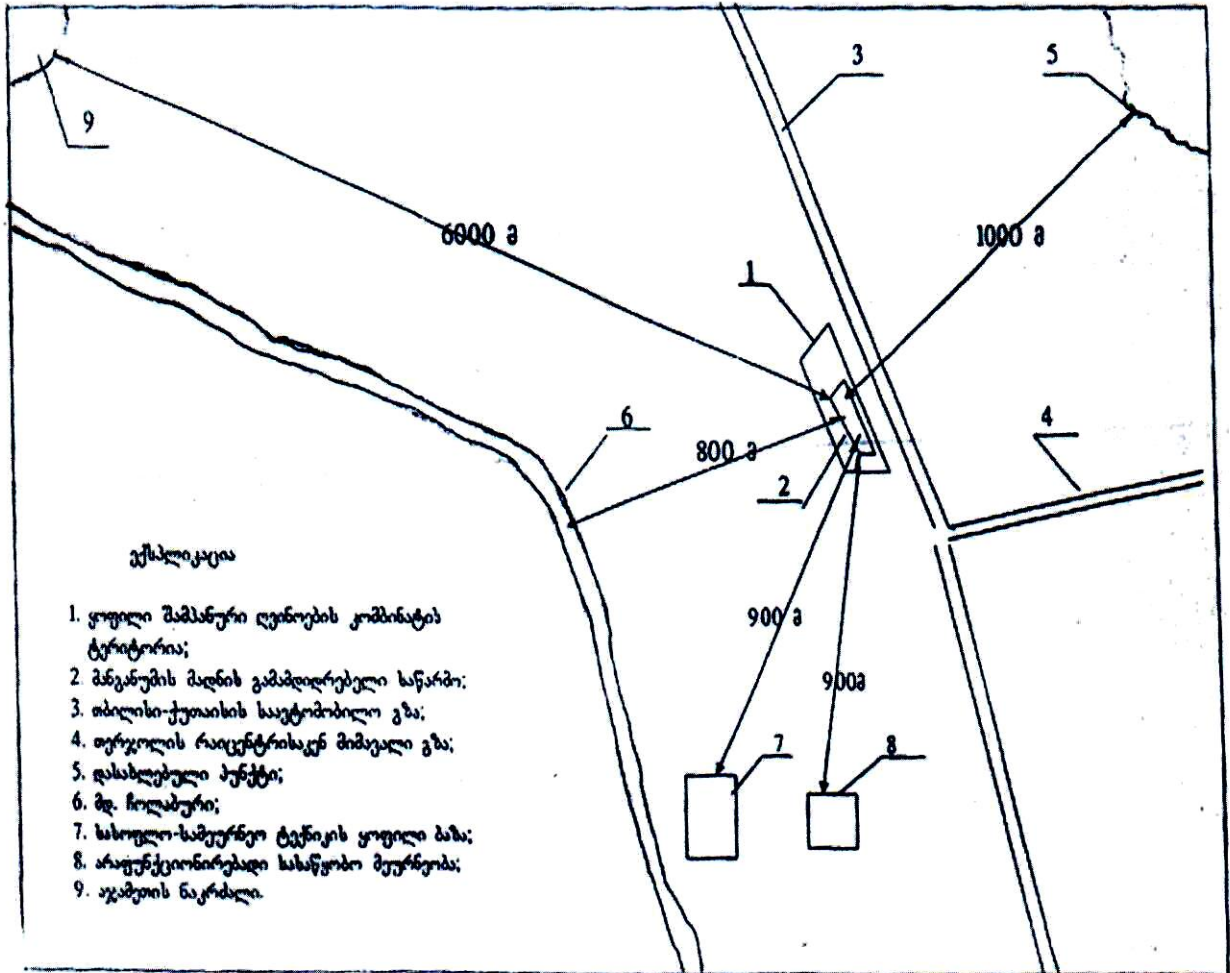 3
5
9
6000 მ
1000 მ
1
6
4
800 მ
2
ექსპლიკაცია
1. ყოფილი შამპანური ღვინოების კომბინატის
ტერიტორია;
2. მანგანუმის მადნის გამამდიდრებელი საწარმო;
3. თბილისი-ქუთაისის საავტომობილო გზა;
4. თერჯოლის რაიცენტრისაკენ მიმავალი გზა;
5. დასახლებული პუნქტი;
6. მდ. ჩოლაბური;
7. სასოფლო-სამეურნეო ტექნიკის ყოფილი ბაზა;
8. არაფუნქციონირებადი სასაწყობო მეურნეობა;
9. აჯამეთის ნაკრძალი.
900 მ
900მ
7
8